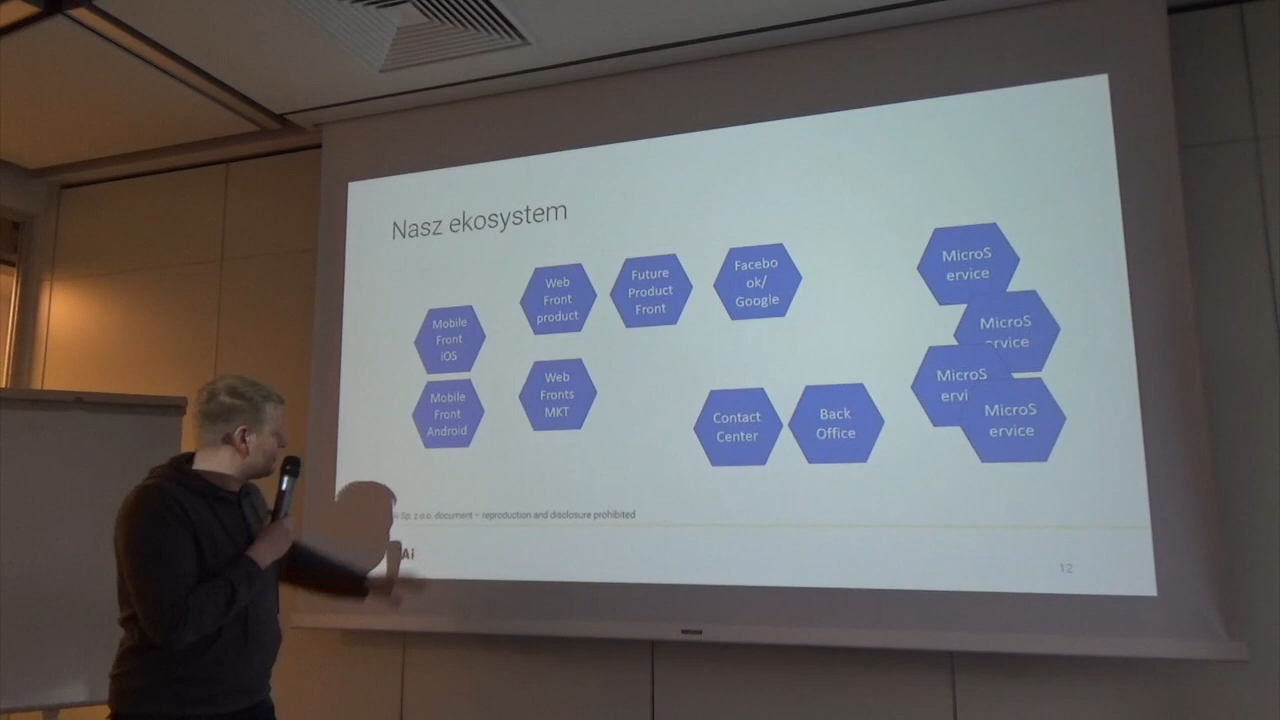 Nasz ekosystem
Mobile
Front
iOS
Mobile
Front
Android
Web
Front
product
Web
Fronts
MKT
Future
Product
Front
Facebo
ok/
Google
Contact
Center
Back
Office
MicroS
ervice
MicroS
ervice
MicroS
ervi
MicroS
ervice
Sp. z o.o. document – reproduction and disclosure prohibited
Ai
12